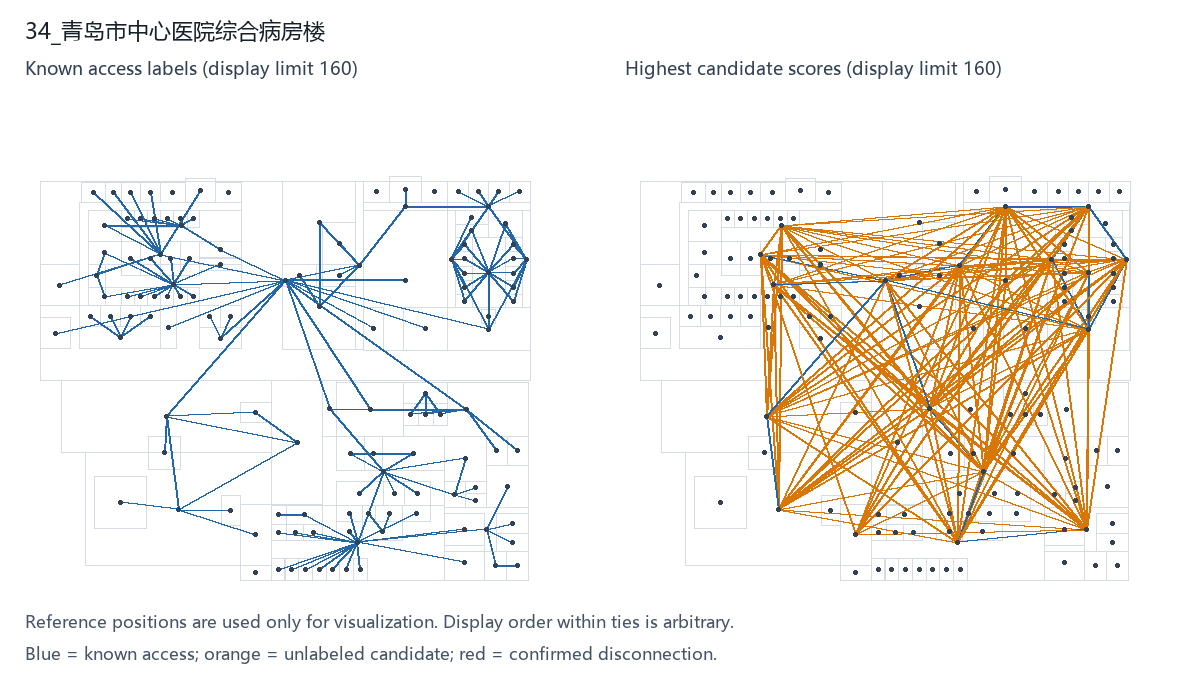 34_青岛市中心医院综合病房楼
Known access labels (display limit 160)
Highest candidate scores (display limit 160)
Reference positions are used only for visualization. Display order within ties is arbitrary.
Blue = known access; orange = unlabeled candidate; red = confirmed disconnection.